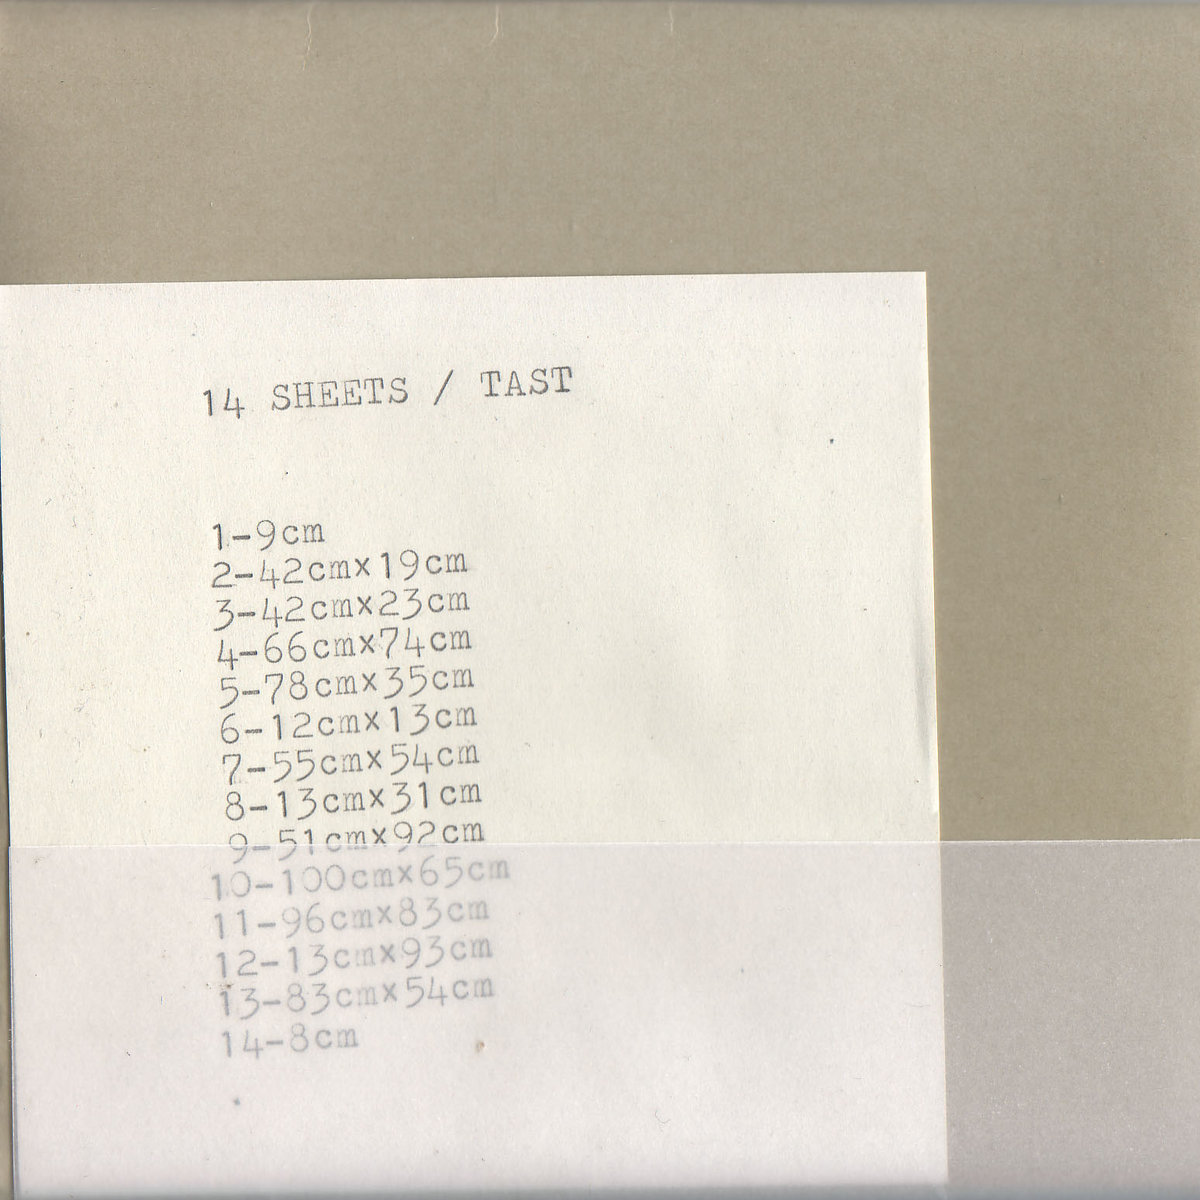 14 SHEETS / TAST
1-9cm
2-42cmx19cm
3-42cmx23cm
4-66cmx74cm
5-78cmx35cm
6-12cmx13cm
7-55cmx54cm
8-13cmx31cm
9-51cmx92cm
10-100cmx65cm
11-96cmx83cm
12-13cmx93cm
13-83cmx54cm
14-8cm